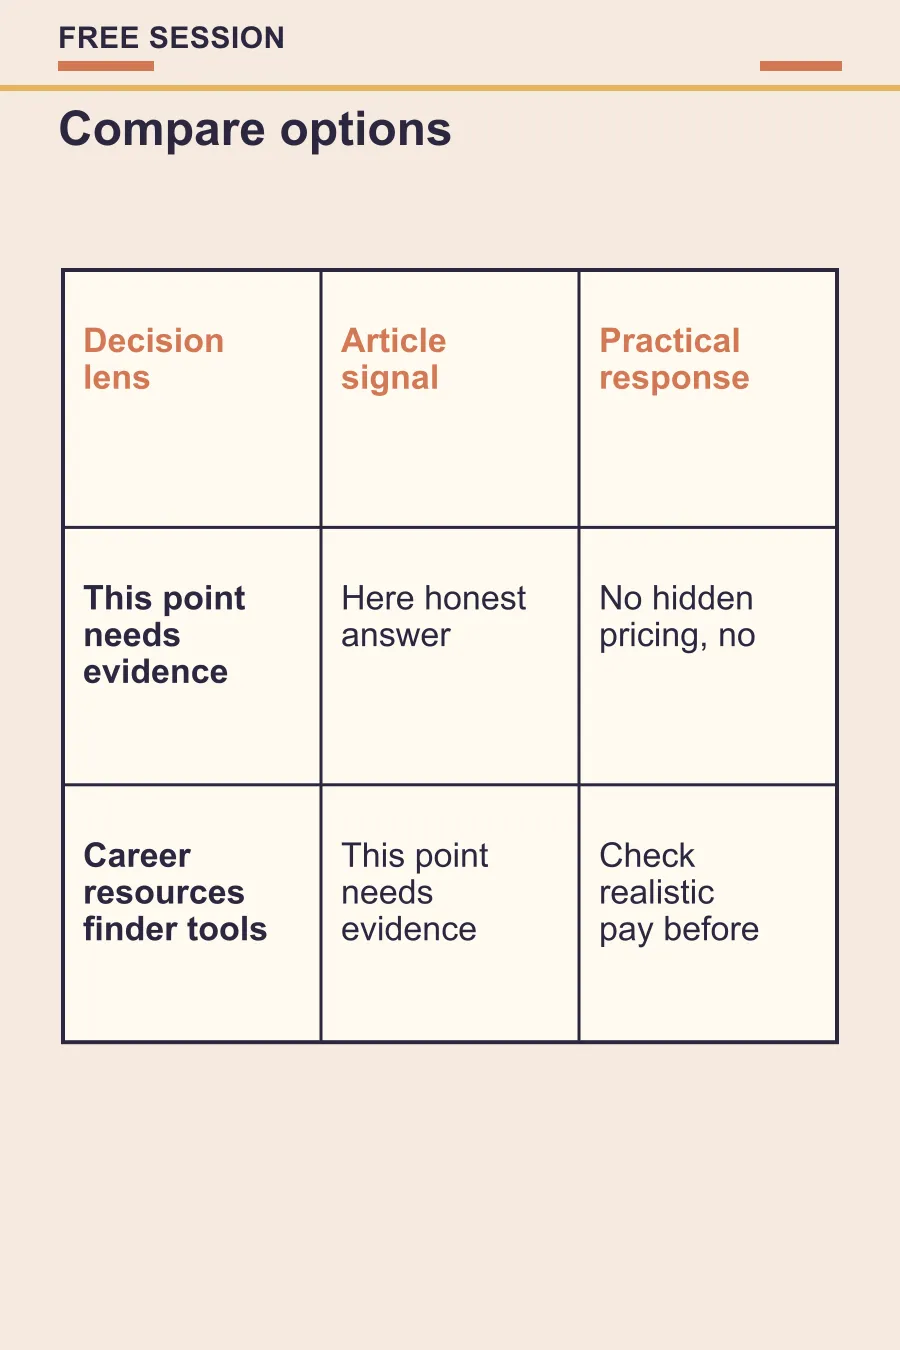 FREE SESSION
Compare options
Decision
lens
Article
signal
Practical
response
This point
needs
evidence
Here honest
answer
No hidden
pricing, no
Career
resources
finder tools
This point
needs
evidence
Check
realistic
pay before